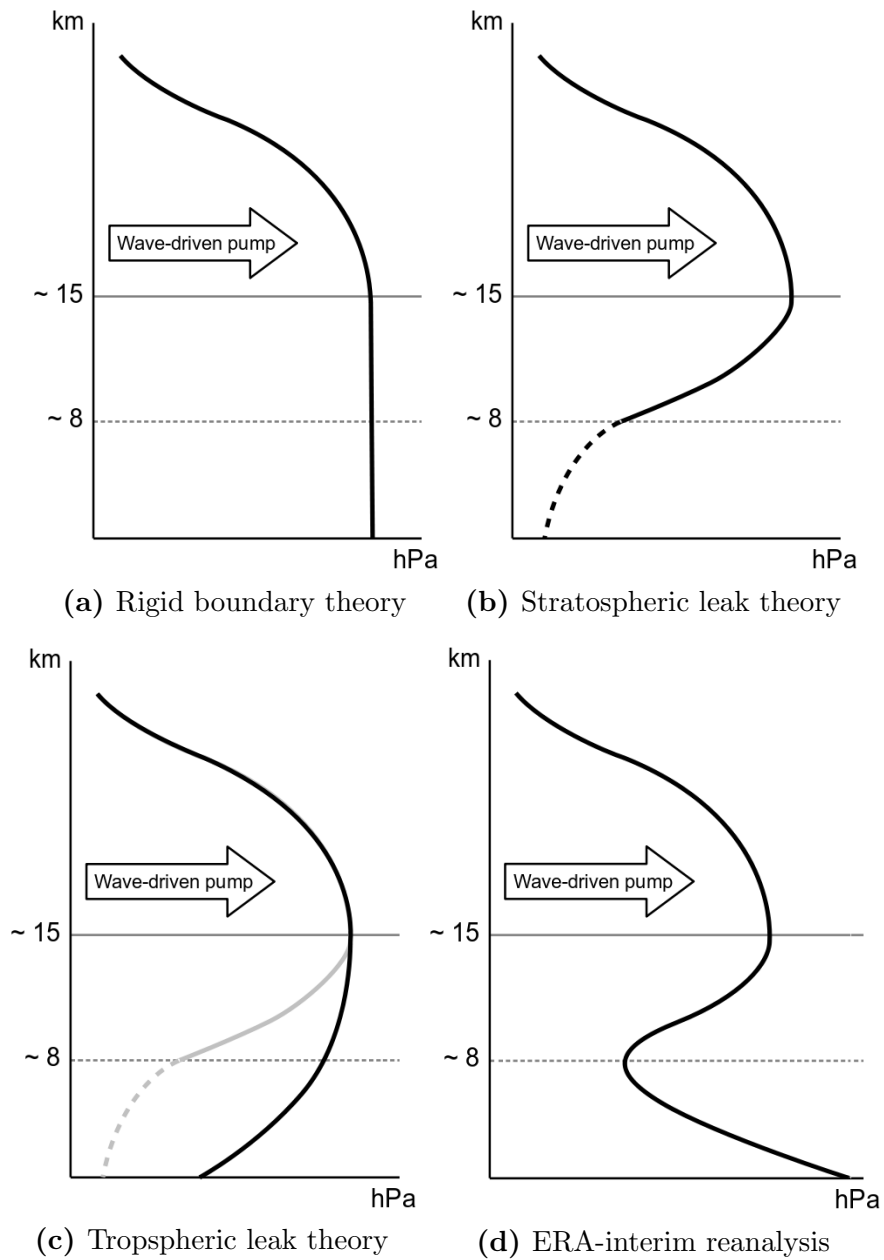 km
Wave-driven pump
~ 15
~ 8
hPa
(a) Rigid boundary theory
km
Wave-driven pump
~ 15
~ 8
hPa
(b) Stratospheric leak theory
km
Wave-driven pump
~ 15
~ 8
hPa
(c) Tropspheric leak theory
km
Wave-driven pump
~ 15
~ 8
hPa
(d) ERA-interim reanalysis